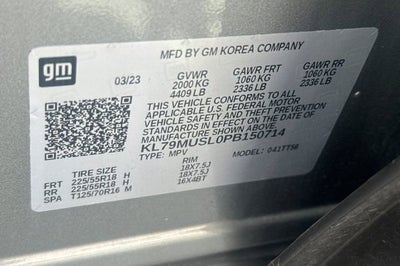 gm
MFD BY GM KOREA COMPANY
03/23 GVWR GAWR FRT GAWR RR
2000 KG 1060 KG 1060 KG
4409 LB 2336 LB 2336 LB
THIS VEHICLE CONFORMS TO ALL
APPLICABLE U.S. FEDERAL MOTOR
VEHICLE SAFETY AND THEFT PREVENTION
STANDARDS IN EFFECT ON THE DATE OF
MANUFACTURE SHOWN ABOVE.
KL79MUSL0PB150714
TYPE: MPV MODEL: 041TT56
TIRE SIZE RIM
FRT 225/55R18 H 18X7.5J
RR 225/55R18 H 18X7.5J
SPA T125/70R16 M 16X4BT